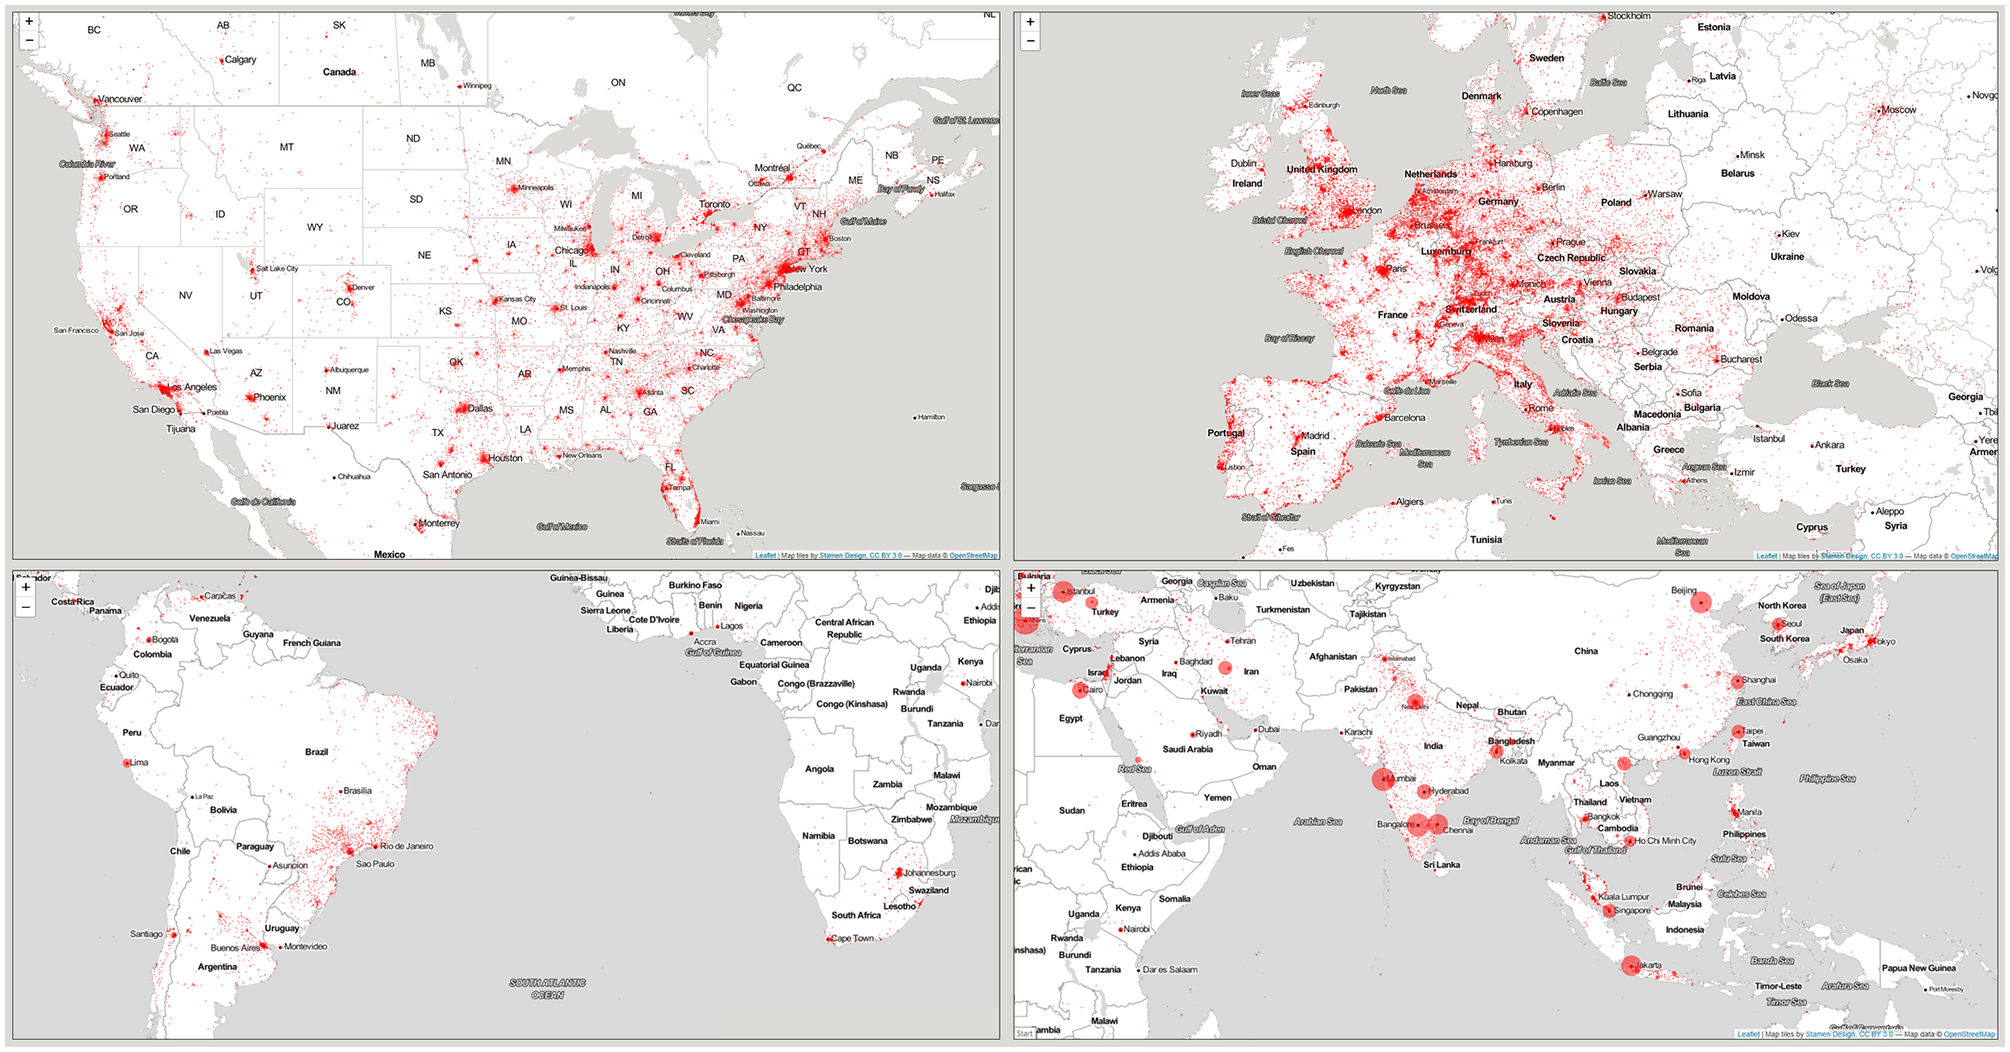 +
−
BC
AB
SK
MB
ON
QC
NL
Calgary
Canada
Winnipeg
Vancouver
Seattle
WA
Columbia River
Portland
OR
ID
MT
ND
SD
WY
MN
Minneapolis
WI
MI
Québec
Montréal
Ottawa
Toronto
Gulf of St. Lawrence
NB
PE
NS
Halifax
ME
Bay of Fundy
VT
NH
Gulf of Maine
Boston
NY
CT
New York
Philadelphia
Milwaukee
Chicago
Detroit
Cleveland
Pittsburgh
PA
IA
IL
IN
OH
Indianapolis
Columbus
Cincinnati
MD
Baltimore
Washington
Chesapeake Bay
NE
Salt Lake City
NV
UT
Denver
CO
KS
Kansas City
MO
St. Louis
KY
WV
VA
San Francisco
San Jose
CA
Las Vegas
AZ
Albuquerque
NM
OK
AR
Nashville
TN
Memphis
NC
Charlotte
SC
Atlanta
MS
AL
GA
Los Angeles
San Diego
Puebla
Tijuana
Phoenix
Juarez
Dallas
TX
LA
Hamilton
Chihuahua
San Antonio
Houston
New Orleans
FL
Tampa
Golfo de California
Monterrey
Gulf of Mexico
Miami
Nassau
Straits of Florida
Mexico
Leaflet | Map tiles by Stamen Design, CC BY 3.0 — Map data © OpenStreetMap
+
−
Stockholm
Estonia
Sweden
Latvia
Riga
Baltic Sea
Inner Seas
North Sea
Denmark
Edinburgh
Copenhagen
Lithuania
Moscow
Minsk
Belarus
Dublin
Ireland
United Kingdom
Netherlands
Amsterdam
Hamburg
Berlin
Germany
Poland
Warsaw
Bristol Channel
London
Brussels
English Channel
Luxemburg
Frankfurt
Prague
Czech Republic
Kiev
Ukraine
Paris
Slovakia
Munich
Vienna
Austria
Budapest
Hungary
Moldova
France
Switzerland
Geneva
Slovenia
Croatia
Romania
Odessa
Bay of Biscay
Milan
Belgrade
Serbia
Bucharest
Golfe du Lion
Marseille
Italy
Adriatic Sea
Sofia
Bulgaria
Black Sea
Georgia
Macedonia
Albania
Rome
Naples
Barcelona
Portugal
Madrid
Spain
Balearic Sea
Mediterranean
Sea
Tyrrhenian Sea
Istanbul
Ankara
Turkey
Greece
Aegean Sea
Izmir
Athens
Lisbon
Ionian Sea
Algiers
Tunis
Strait of Gibraltar
Fes
Tunisia
Mediterranean
Sea
Cyprus
Aleppo
Syria
Leaflet | Map tiles by Stamen Design, CC BY 3.0 — Map data © OpenStreetMap
+
−
Costa Rica
Panama
Caracas
Venezuela
Guyana
French Guiana
Bogota
Colombia
Quito
Ecuador
Peru
Lima
Brazil
Brasilia
La Paz
Bolivia
Paraguay
Chile
Rio de Janeiro
Sao Paulo
Asuncion
Santiago
Uruguay
Buenos Aires
Montevideo
Argentina
SOUTH ATLANTIC
OCEAN
Guinea-Bissau
Guinea
Sierra Leone
Liberia
Burkino Faso
Benin
Nigeria
Cote D'Ivoire
Lagos
Accra
Gulf of Guinea
Cameroon
Central African
Republic
Ethiopia
Equatorial Guinea
Gabon
Congo (Brazzaville)
Uganda
Kenya
Nairobi
Rwanda
Burundi
Congo (Kinshasa)
Tanzania
Angola
Zambia
Malawi
Mozambique
Zimbabwe
Namibia
Botswana
Johannesburg
Swaziland
Lesotho
South Africa
Cape Town
+
−
Bulgaria
Istanbul
Turkey
Athens
Georgia
Caspian Sea
Armenia
Baku
Uzbekistan
Kyrgyzstan
Turkmenistan
Tajikistan
Beijing
Sea of Japan
(East Sea)
North Korea
Seoul
South Korea
Japan
Tokyo
Osaka
Cyprus
Sea
Syria
Lebanon
Israel
Jordan
Baghdad
Iraq
Tehran
Iran
Kuwait
Afghanistan
Islamabad
Pakistan
China
Cairo
Egypt
New Delhi
Nepal
Bhutan
Chongqing
Shanghai
East China Sea
Riyadh
Saudi Arabia
Dubai
Oman
Karachi
India
Bangladesh
Kolkata
Myanmar
Guangzhou
Hong Kong
Taipei
Taiwan
Luzon Strait
Philippine Sea
Red Sea
Yemen
Mumbai
Hyderabad
Laos
Thailand
Vietnam
Sudan
Eritrea
Gulf of Aden
Arabian Sea
Bangalore
Chennai
Bay of Bengal
Andaman Sea
Bangkok
Cambodia
Gulf of Thailand
Ho Chi Minh City
Manila
Philippines
Djibouti
Addis Ababa
Ethiopia
Sri Lanka
Sulu Sea
Somalia
Uganda
Kenya
Nairobi
Rwanda
Burundi
Tanzania
Dar es Salaam
Kuala Lumpur
Singapore
Brunei
Malaysia
Celebes Sea
Indonesia
Jakarta
Banda Sea
Papua New Guinea
Timor-Leste
Arafura Sea
Timor Sea
Port Moresby
Malawi
Start
Leaflet | Map tiles by Stamen Design, CC BY 3.0 — Map data © OpenStreetMap